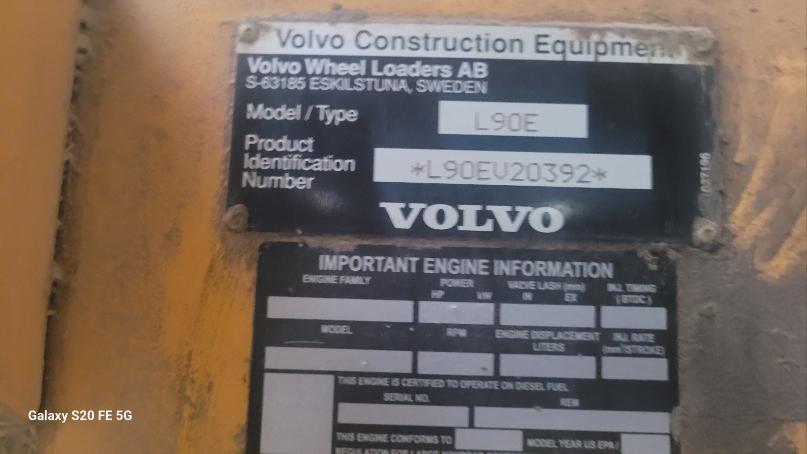 Volvo Construction Equipment
Volvo Wheel Loaders AB
S-63185 ESKILSTUNA, SWEDEN
Model / Type L90E
Product
Identification
Number *L90EV20392*
VOLVO
IMPORTANT ENGINE INFORMATION
ENGINE FAMILY POWER VALVE LASH (mm) INJ. TIMING
HP kW IN EX (BTDC)
MODEL RPM ENGINE DISPLACEMENT INJ. RATE
LITERS (mm³/STROKE)
THIS ENGINE IS CERTIFIED TO OPERATE ON DIESEL FUEL
SERIAL NO.
THIS ENGINE CONFORMS TO MODEL YEAR US EPA /
Galaxy S20 FE 5G